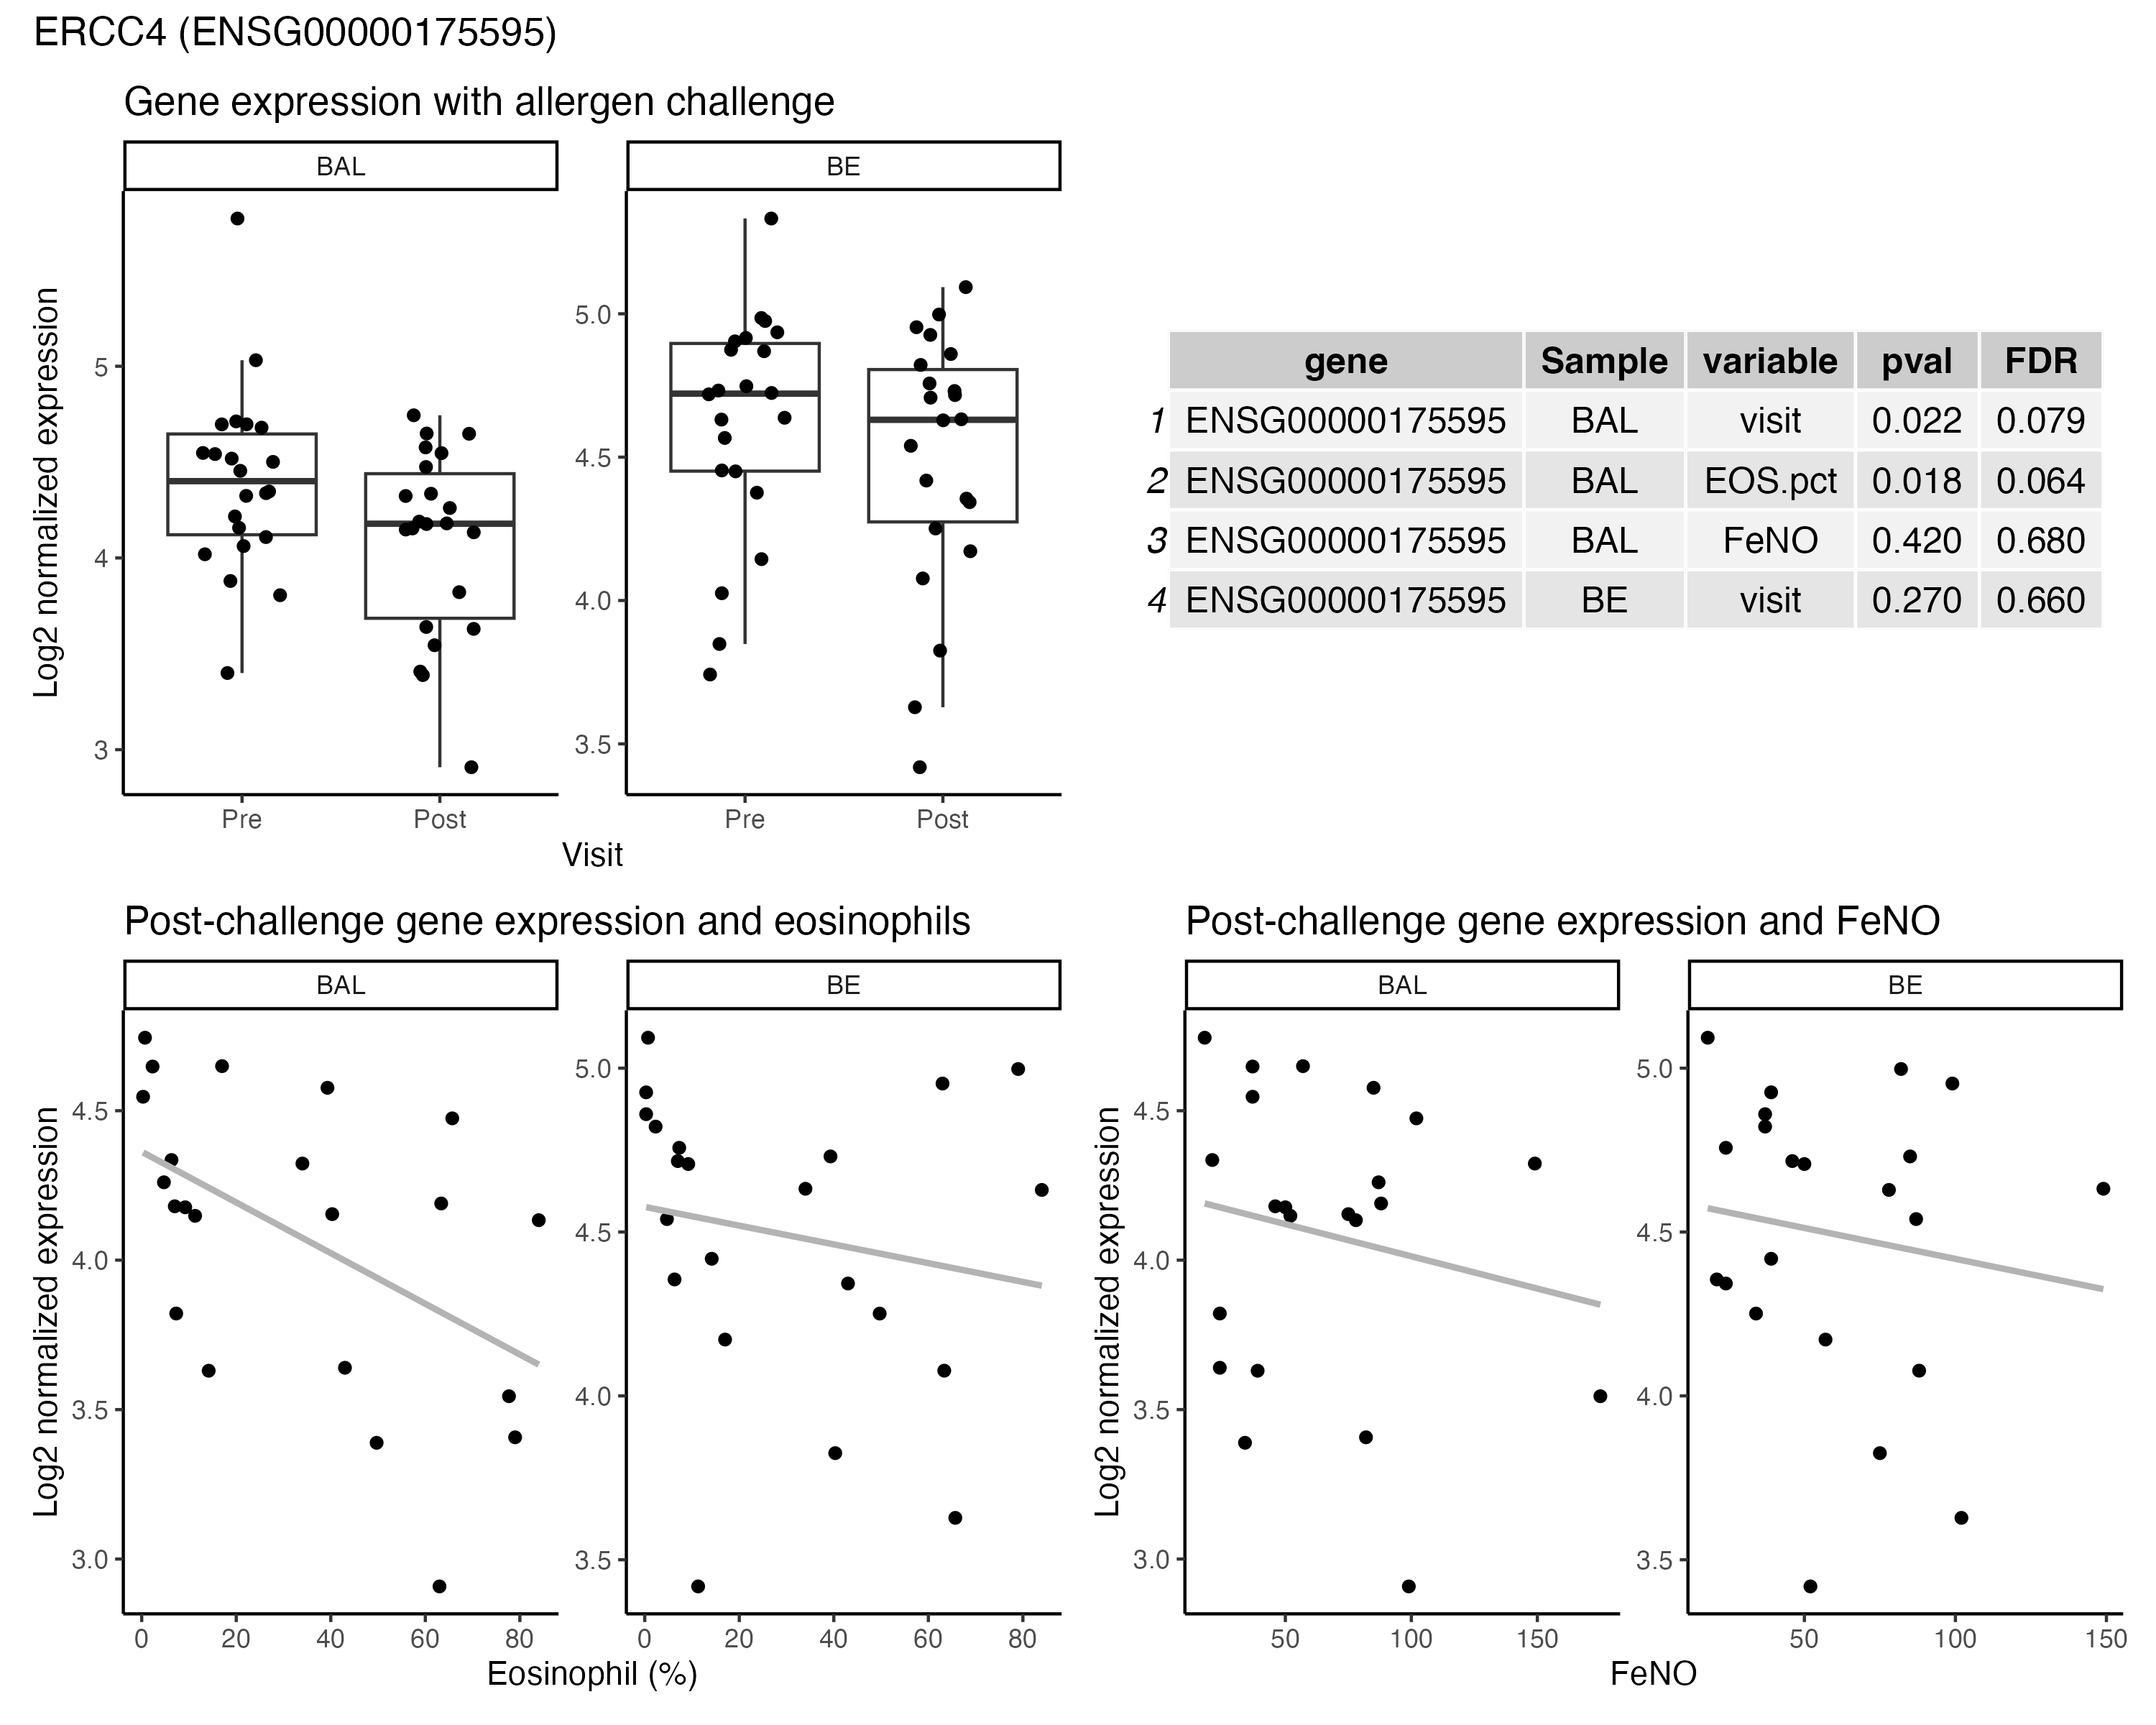 ERCC4 (ENSG00000175595)
Gene expression with allergen challenge
BAL
BE
Log2 normalized expression
5
4
3
5.0
4.5
4.0
3.5
Pre
Post
Pre
Post
Visit
gene Sample variable pval FDR
1 ENSG00000175595 BAL visit 0.022 0.079
2 ENSG00000175595 BAL EOS.pct 0.018 0.064
3 ENSG00000175595 BAL FeNO 0.420 0.680
4 ENSG00000175595 BE visit 0.270 0.660
Post-challenge gene expression and eosinophils
BAL
BE
Log2 normalized expression
4.5
4.0
3.5
3.0
5.0
4.5
4.0
3.5
0 20 40 60 80
0 20 40 60 80
Eosinophil (%)
Post-challenge gene expression and FeNO
BAL
BE
Log2 normalized expression
4.5
4.0
3.5
3.0
5.0
4.5
4.0
3.5
50 100 150
50 100 150
FeNO